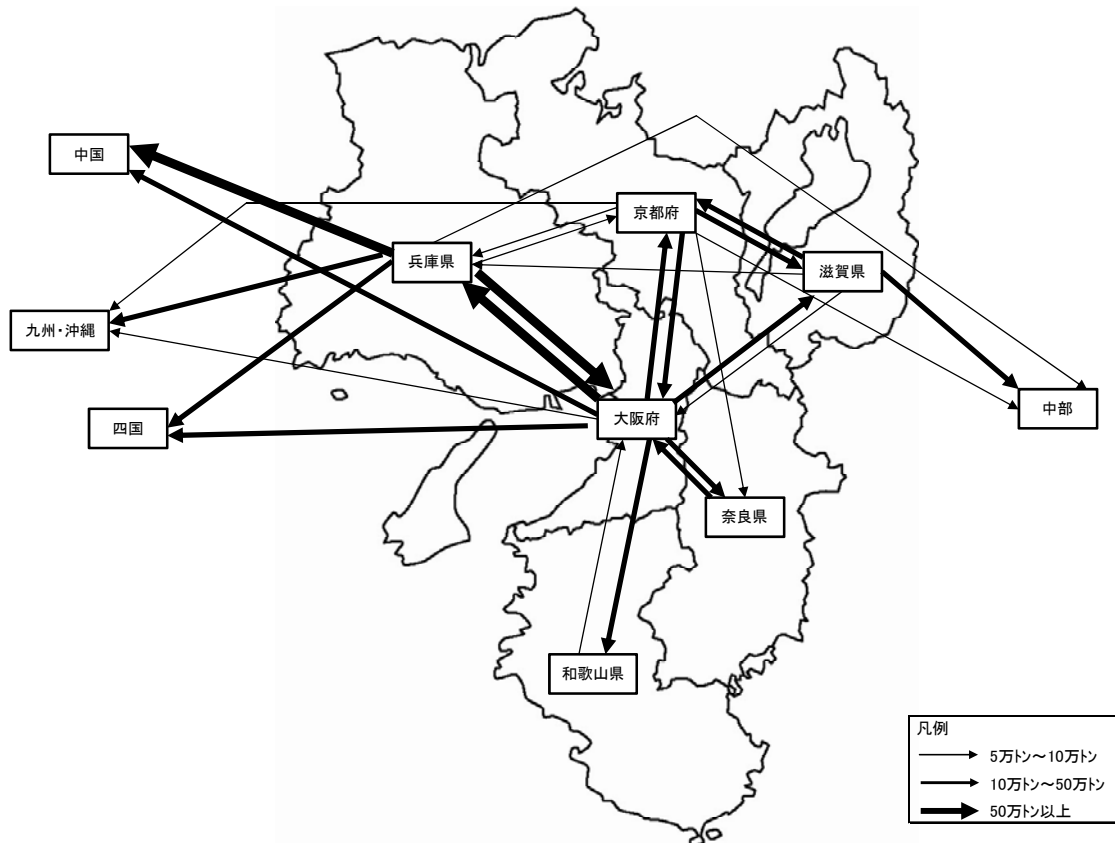 中国
京都府
兵庫県
滋賀県
九州・沖縄
四国
大阪府
中部
奈良県
和歌山県
凡例
5万トン～10万トン
10万トン～50万トン
50万トン以上